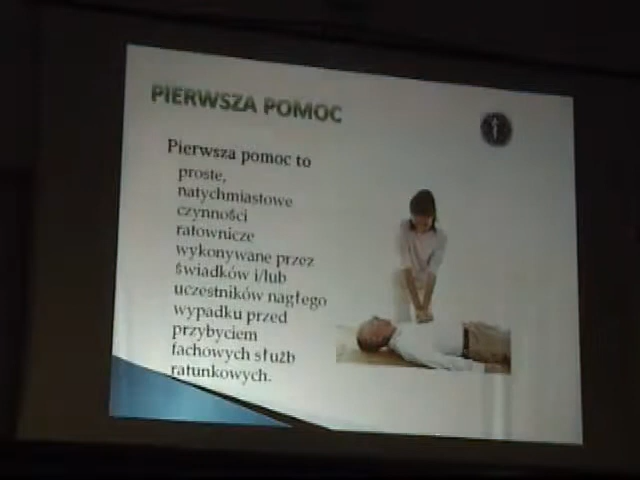 PIERWSZA POMOC
Pierwsza pomoc to
proste,
natychmiastowe
czynności
ratownicze
wykonywane przez
świadków i/lub
uczestników nagłego
wypadku przed
przybyciem
fachowych służb
ratunkowych.